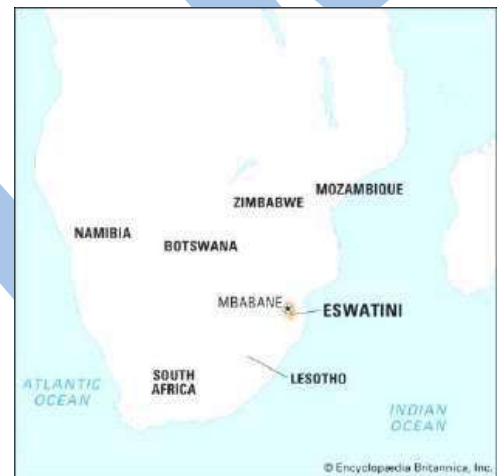 MOZAMBIQUE
ZIMBABWE
NAMIBIA
BOTSWANA
MBABANE
ESWATINI
SOUTH
AFRICA
LESOTHO
ATLANTIC
OCEAN
INDIAN
OCEAN
© Encyclopædia Britannica, Inc.